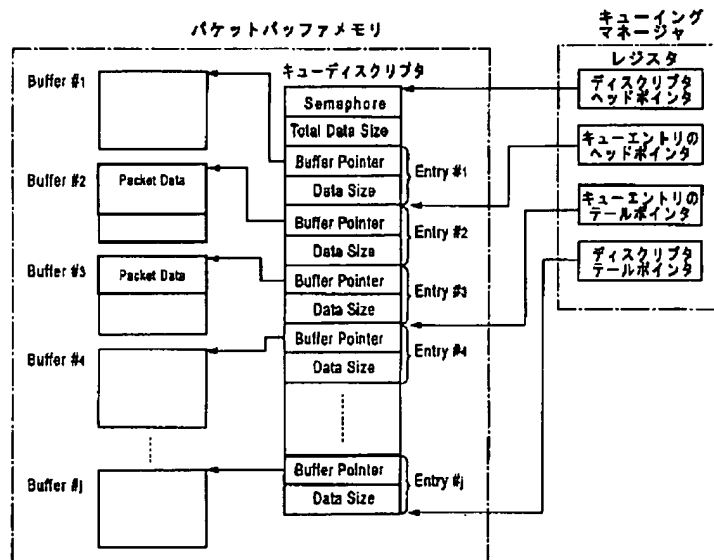 パケットバッファメモリ
キューイング
マネージャ
Buffer #1
Buffer #2
Packet Data
Buffer #3
Packet Data
Buffer #4
Buffer #j
キューディスクリプタ
Semaphore
Total Data Size
Buffer Pointer
Data Size
Entry #1
Buffer Pointer
Data Size
Entry #2
Buffer Pointer
Data Size
Entry #3
Buffer Pointer
Data Size
Entry #4
Buffer Pointer
Data Size
Entry #j
レジスタ
ディスクリプタ
ヘッドポインタ
キューエントリの
ヘッドポインタ
キューエントリの
テールポインタ
ディスクリプタ
テールポインタ